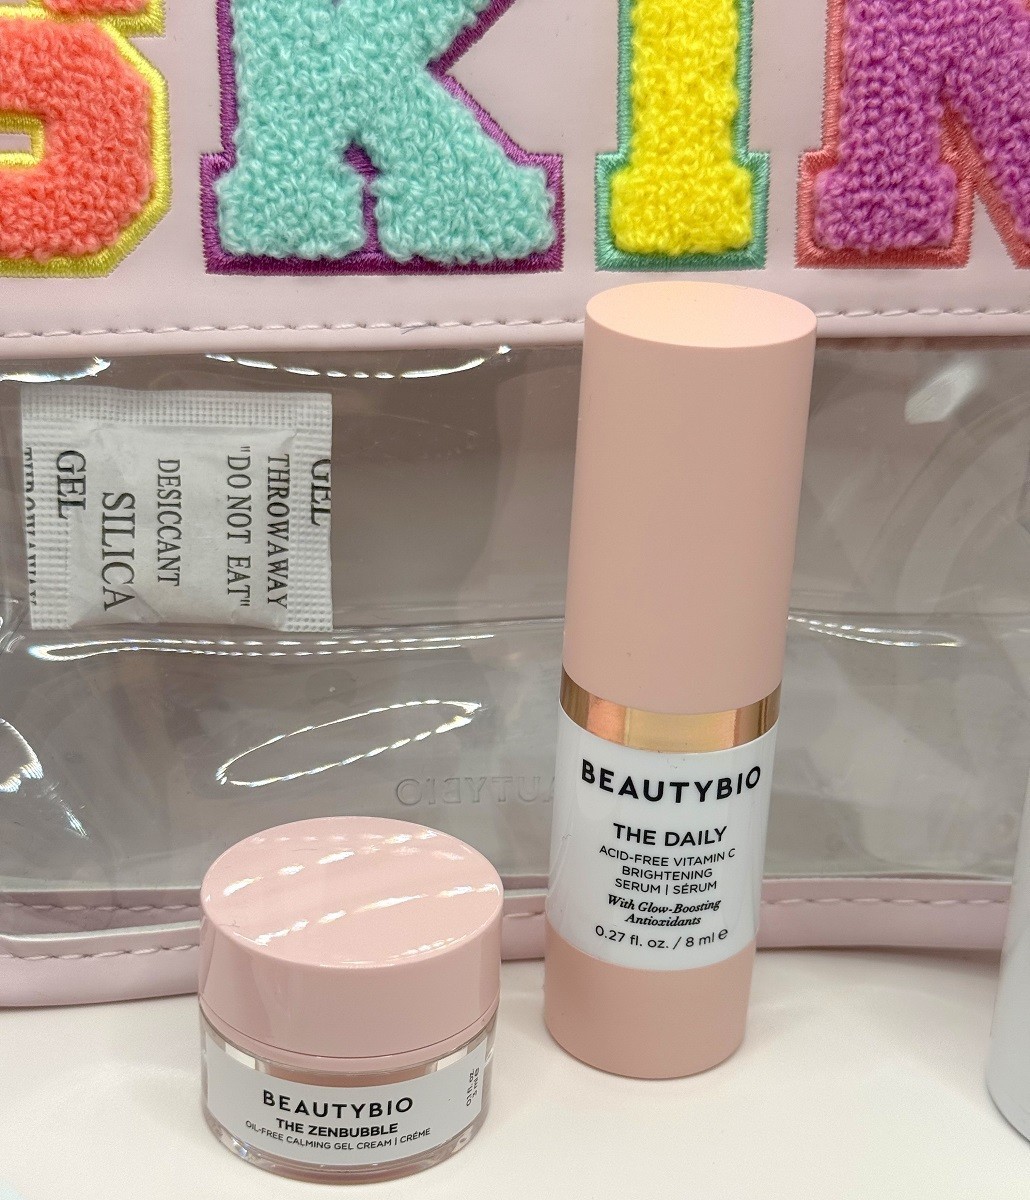 SKIN
GEL
THROWAWAY
"DO NOT EAT"
DESICCANT
SILICA
GEL
BEAUTYBIO
BEAUTYBIO
THE DAILY
ACID-FREE VITAMIN C
BRIGHTENING
SERUM | SÉRUM
With Glow-Boosting
Antioxidants
0.27 fl. oz. / 8 ml e
BEAUTYBIO
THE ZENBUBBLE
OIL-FREE CALMING GEL CREAM | CRÈME